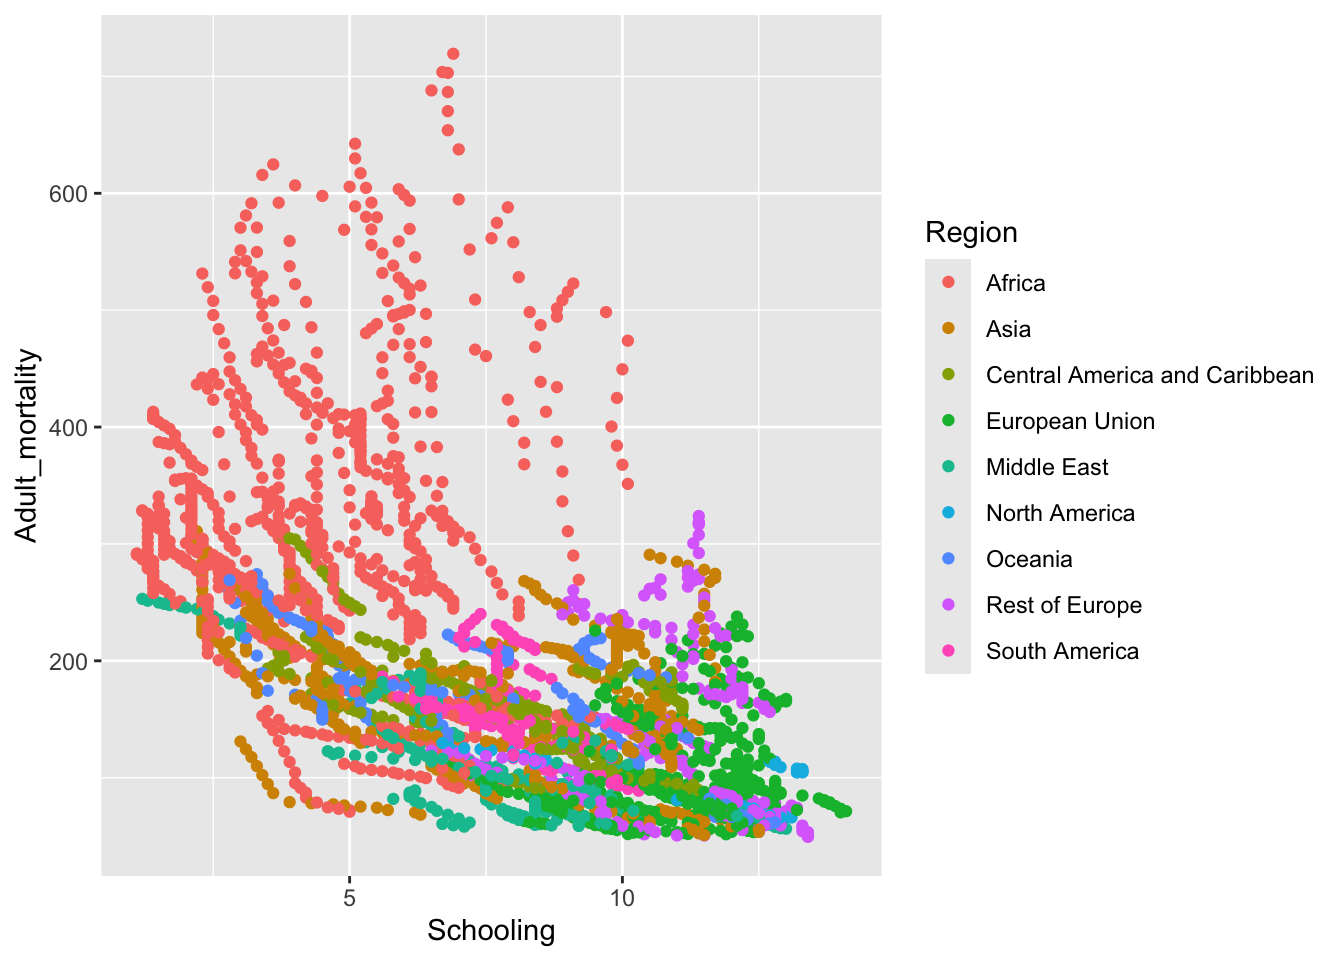 600
400
200
Adult_mortality
5
10
Schooling
Region
Africa
Asia
Central America and Caribbean
European Union
Middle East
North America
Oceania
Rest of Europe
South America